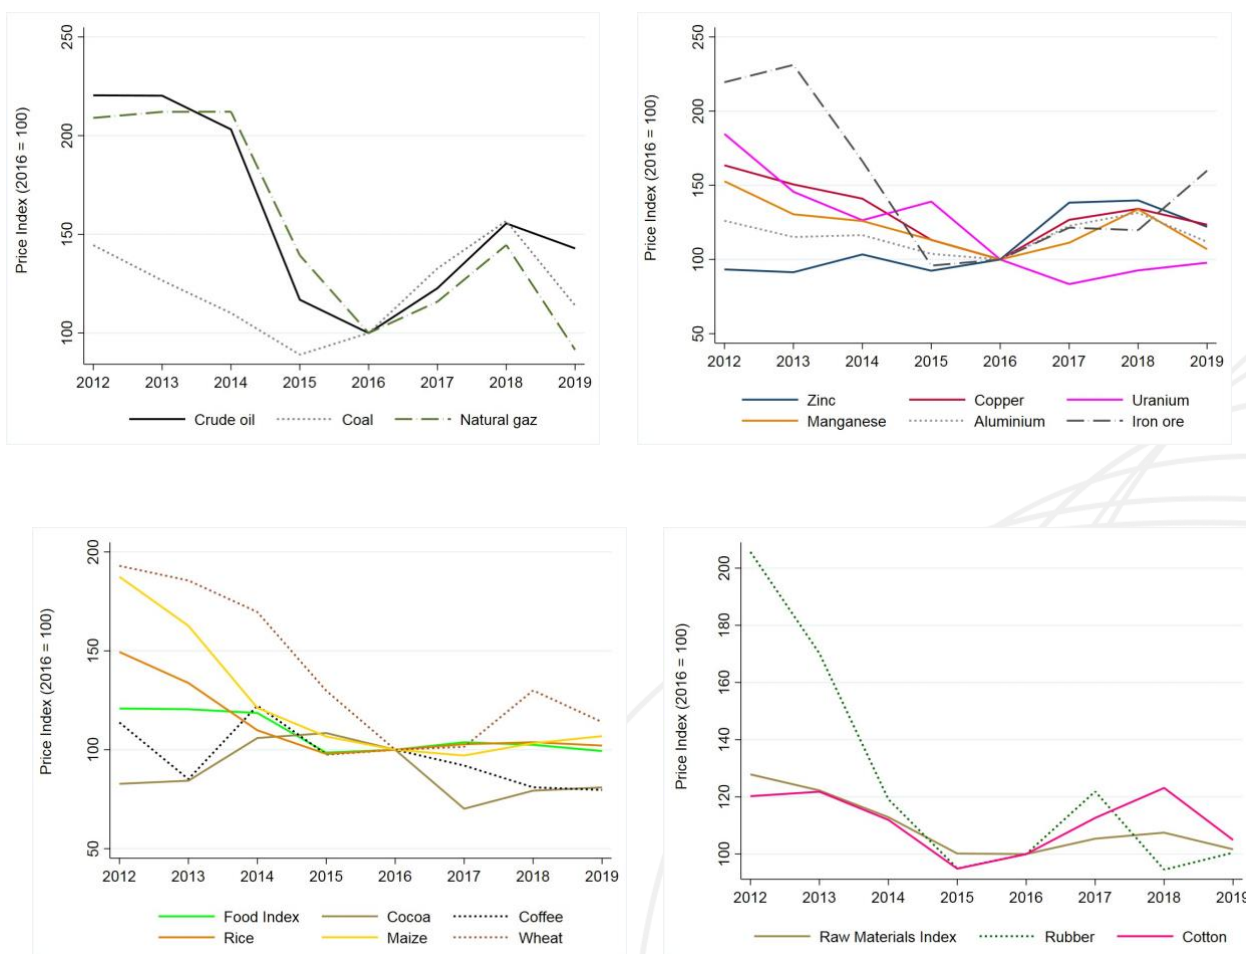 Price Index (2016 = 100)
250
200
150
100
2012 2013 2014 2015 2016 2017 2018 2019
Crude oil Coal Natural gaz
Price Index (2016 = 100)
250
200
150
100
50
2012 2013 2014 2015 2016 2017 2018 2019
Zinc Copper Uranium
Manganese Aluminium Iron ore
Price Index (2016 = 100)
200
150
100
50
2012 2013 2014 2015 2016 2017 2018 2019
Food Index Cocoa Coffee
Rice Maize Wheat
Price Index (2016 = 100)
200
180
160
140
120
100
2012 2013 2014 2015 2016 2017 2018 2019
Raw Materials Index Rubber Cotton